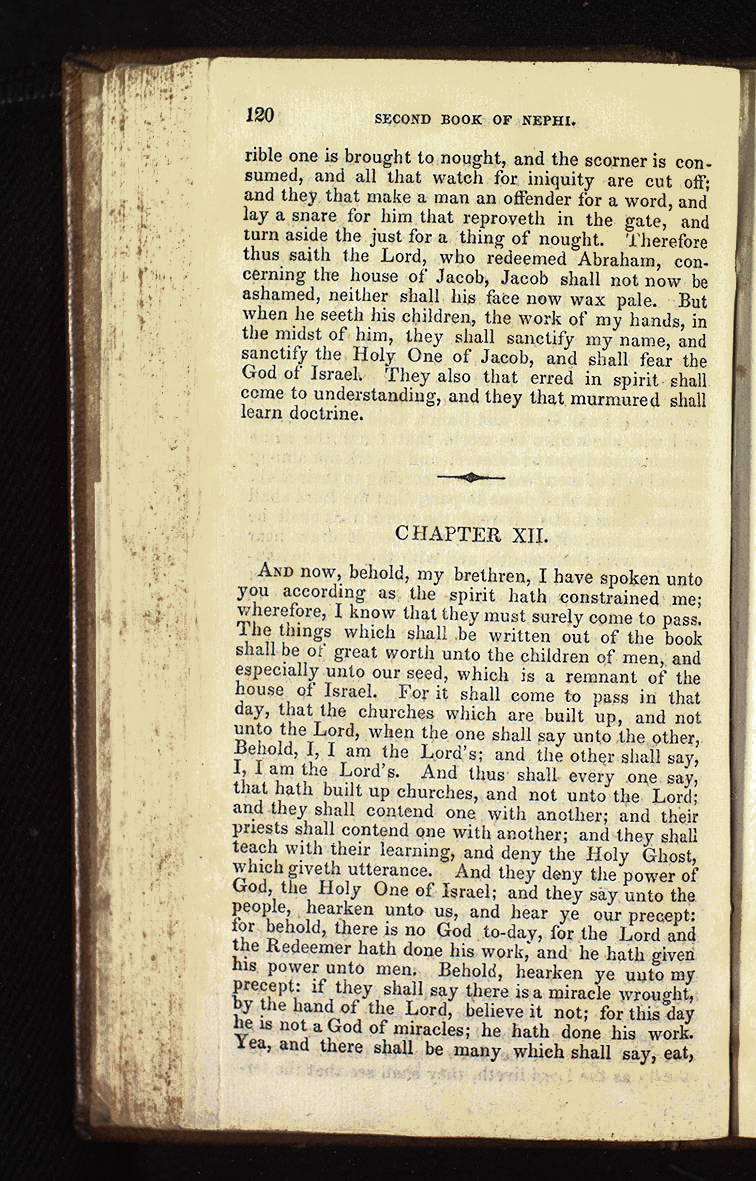 120 SECOND BOOK OF NEPHI.
rible one is brought to nought, and the scorner is con-
sumed, and all that watch for iniquity are cut off;
and they that make a man an offender for a word, and
lay a snare for him that reproveth in the gate, and
turn aside the just for a thing of nought. Therefore
thus saith the Lord, who redeemed Abraham, con-
cerning the house of Jacob, Jacob shall not now be
ashamed, neither shall his face now wax pale. But
when he seeth his children, the work of my hands, in
the midst of him, they shall sanctify my name, and
sanctify the Holy One of Jacob, and shall fear the
God of Israel. They also that erred in spirit shall
come to understanding, and they that murmured shall
learn doctrine.
CHAPTER XII.
AND now, behold, my brethren, I have spoken unto
you according as the spirit hath constrained me;
wherefore, I know that they must surely come to pass.
The things which shall be written out of the book
shall be of great worth unto the children of men, and
especially unto our seed, which is a remnant of the
house of Israel. For it shall come to pass in that
day, that the churches which are built up, and not
unto the Lord, when the one shall say unto the other,
Behold, I, I am the Lord's; and the other shall say,
I, I am the Lord's. And thus shall every one say,
that hath built up churches, and not unto the Lord;
and they shall contend one with another; and their
priests shall contend one with another; and they shall
teach with their learning, and deny the Holy Ghost,
which giveth utterance. And they deny the power of
God, the Holy One of Israel; and they say unto the
people, hearken unto us, and hear ye our precept:
for behold, there is no God to-day, for the Lord and
the Redeemer hath done his work, and he hath given
his power unto men. Behold, hearken ye unto my
precept: if they shall say there is a miracle wrought,
by the hand of the Lord, believe it not; for this day
he is not a God of miracles; he hath done his work.
Yea, and there shall be many which shall say, eat,